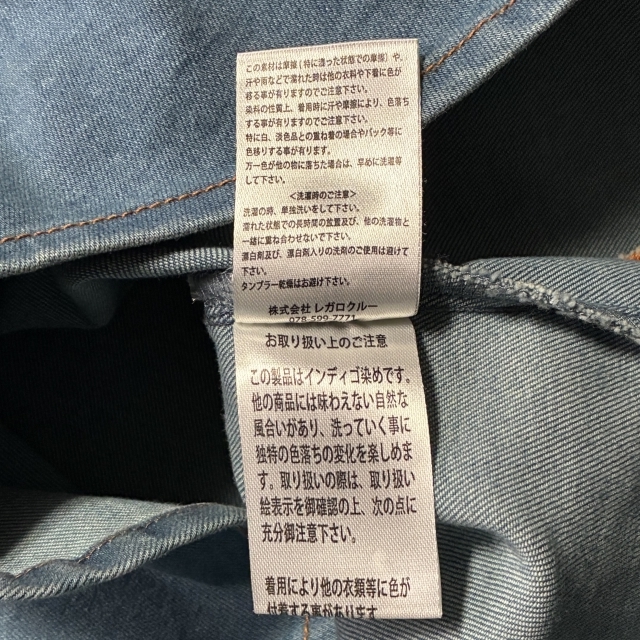 この素材は摩擦(特に湿った状態での摩擦)や、
汗や雨などで濡れた時は他の衣料や下着に色が
移る事が有りますのでご注意下さい。
染料の性質上、着用時に汗や摩擦により、色落ち
する事が有りますのでご注意下さい。
特に白、淡色品との重ね着の場合やバック等に
色移りする事が有ります。
万一色が他の物に落ちた場合は、早めに洗濯等
して下さい。
<洗濯時のご注意>
洗濯の時、単独洗いをして下さい。
濡れた状態での長時間の放置及び、他の洗濯物と
一緒に重ね合わせないで下さい。
漂白剤及び、漂白剤入りの洗剤のご使用は避けて
下さい。
タンブラー乾燥はお避け下さい。
株式会社 レガロクルー
078-599-7771
お取り扱い上のご注意
この製品はインディゴ染めです。
他の商品には味わえない自然な
風合いがあり、洗っていく事に
独特の色落ちの変化を楽しめま
す。取り扱いの際は、取り扱い
絵表示を御確認の上、次の点に
充分御注意下さい。
着用により他の衣類等に色が
付着する事があります